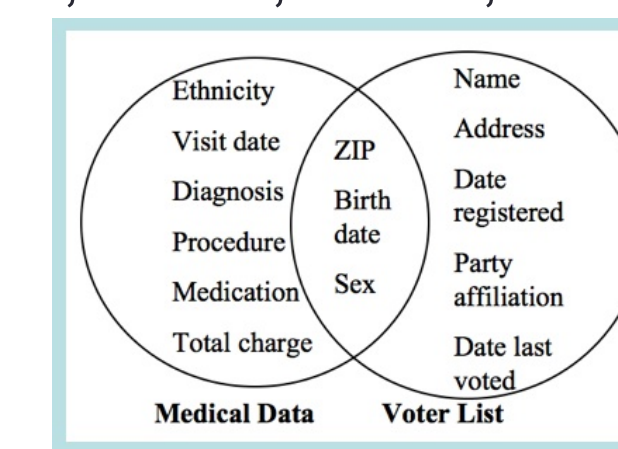 Ethnicity
Visit date
Diagnosis
Procedure
Medication
Total charge
ZIP
Birth
date
Sex
Name
Address
Date
registered
Party
affiliation
Date last
voted
Medical Data
Voter List